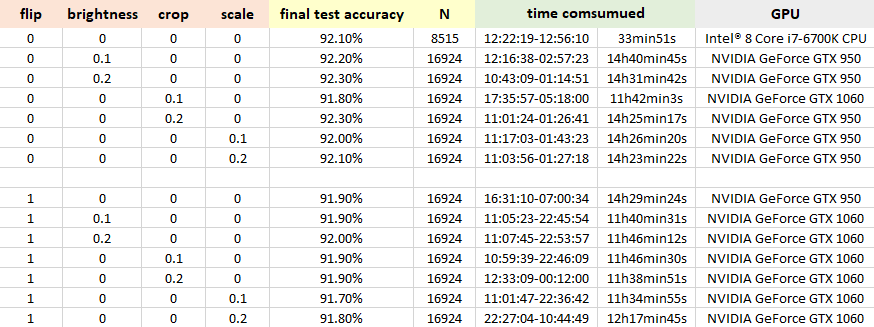 flip brightness crop scale final test accuracy N time comsumued GPU
0 0 0 0 92.10% 8515 12:22:19-12:56:10 33min51s Intel® 8 Core i7-6700K CPU
0 0.1 0 0 92.20% 16924 12:16:38-02:57:23 14h40min45s NVIDIA GeForce GTX 950
0 0.2 0 0 92.30% 16924 10:43:09-01:14:51 14h31min42s NVIDIA GeForce GTX 950
0 0 0.1 0 91.80% 16924 17:35:57-05:18:00 11h42min3s NVIDIA GeForce GTX 1060
0 0 0.2 0 92.30% 16924 11:01:24-01:26:41 14h25min17s NVIDIA GeForce GTX 950
0 0 0 0.1 92.00% 16924 11:17:03-01:43:23 14h26min20s NVIDIA GeForce GTX 950
0 0 0 0.2 92.10% 16924 11:03:56-01:27:18 14h23min22s NVIDIA GeForce GTX 950
1 0 0 0 91.90% 16924 16:31:10-07:00:34 14h29min24s NVIDIA GeForce GTX 950
1 0.1 0 0 91.90% 16924 11:05:23-22:45:54 11h40min31s NVIDIA GeForce GTX 1060
1 0.2 0 0 92.00% 16924 11:07:45-22:53:57 11h46min12s NVIDIA GeForce GTX 1060
1 0 0.1 0 91.90% 16924 10:59:39-22:46:09 11h46min30s NVIDIA GeForce GTX 1060
1 0 0.2 0 91.90% 16924 12:33:09-00:12:00 11h38min51s NVIDIA GeForce GTX 1060
1 0 0 0.1 91.70% 16924 11:01:47-22:36:42 11h34min55s NVIDIA GeForce GTX 1060
1 0 0 0.2 91.80% 16924 22:27:04-10:44:49 12h17min45s NVIDIA GeForce GTX 1060